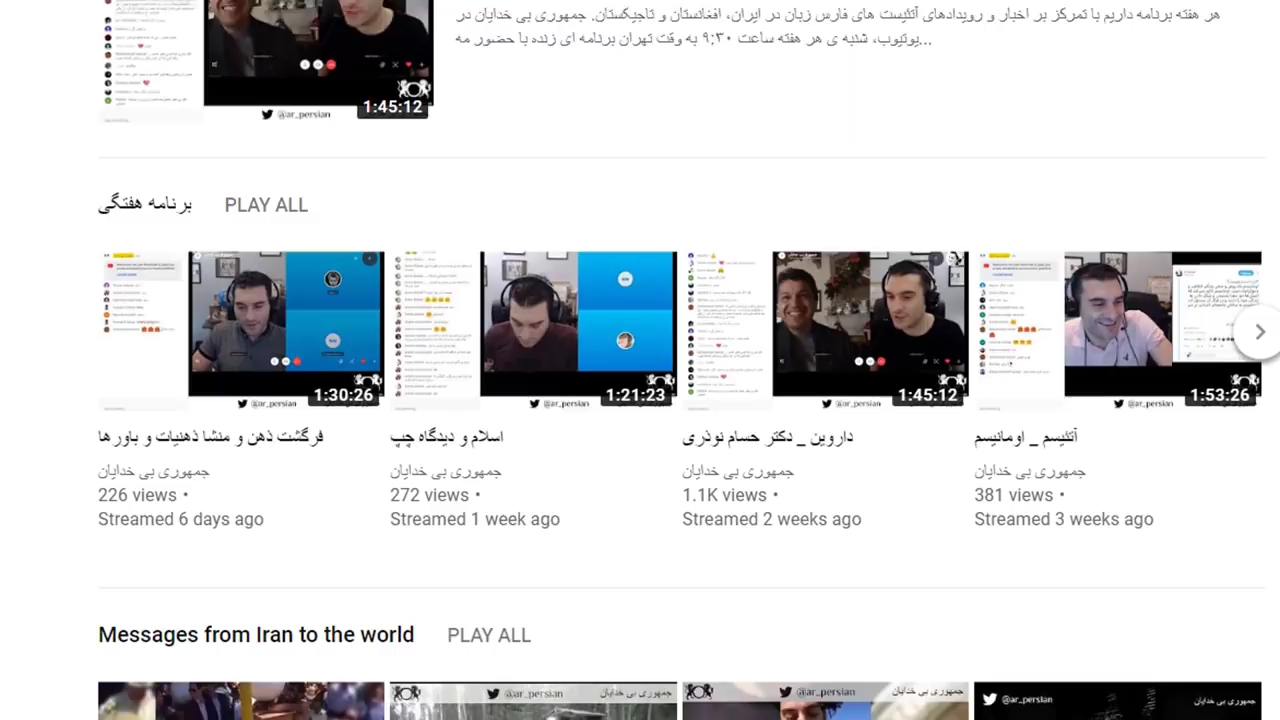 هر هفته برنامه داریم با تمرکز بر اخبار و رویدادهای آتئیست های فارس زبان در ایران، افغانستان و تاجیکستان. جمهوری بی خدایان در
یوتیوب، شنبه ی هر هفته ساعت ۹:۳۰ به وقت تهران برنامه ای زنده با حضور مه...
1:45:12
@ar_persian
برنامه هفتگی
PLAY ALL
1:30:26
@ar_persian
1:21:23
@ar_persian
1:45:12
@ar_persian
1:53:26
@ar_persian
فرگشت ذهن و منشا ذهنیات و باورها
جمهوری بی خدایان
226 views •
Streamed 6 days ago
اسلام و دیدگاه چپ
جمهوری بی خدایان
272 views •
Streamed 1 week ago
داروین _ دکتر حسام نوذری
جمهوری بی خدایان
1.1K views •
Streamed 2 weeks ago
آتئیسم _ اومانیسم
جمهوری بی خدایان
381 views •
Streamed 3 weeks ago
Messages from Iran to the world
PLAY ALL
@ar_persian
جمهوری بی خدایان
@ar_persian
جمهوری بی خدایان
@ar_persian
جمهوری بی خدایان